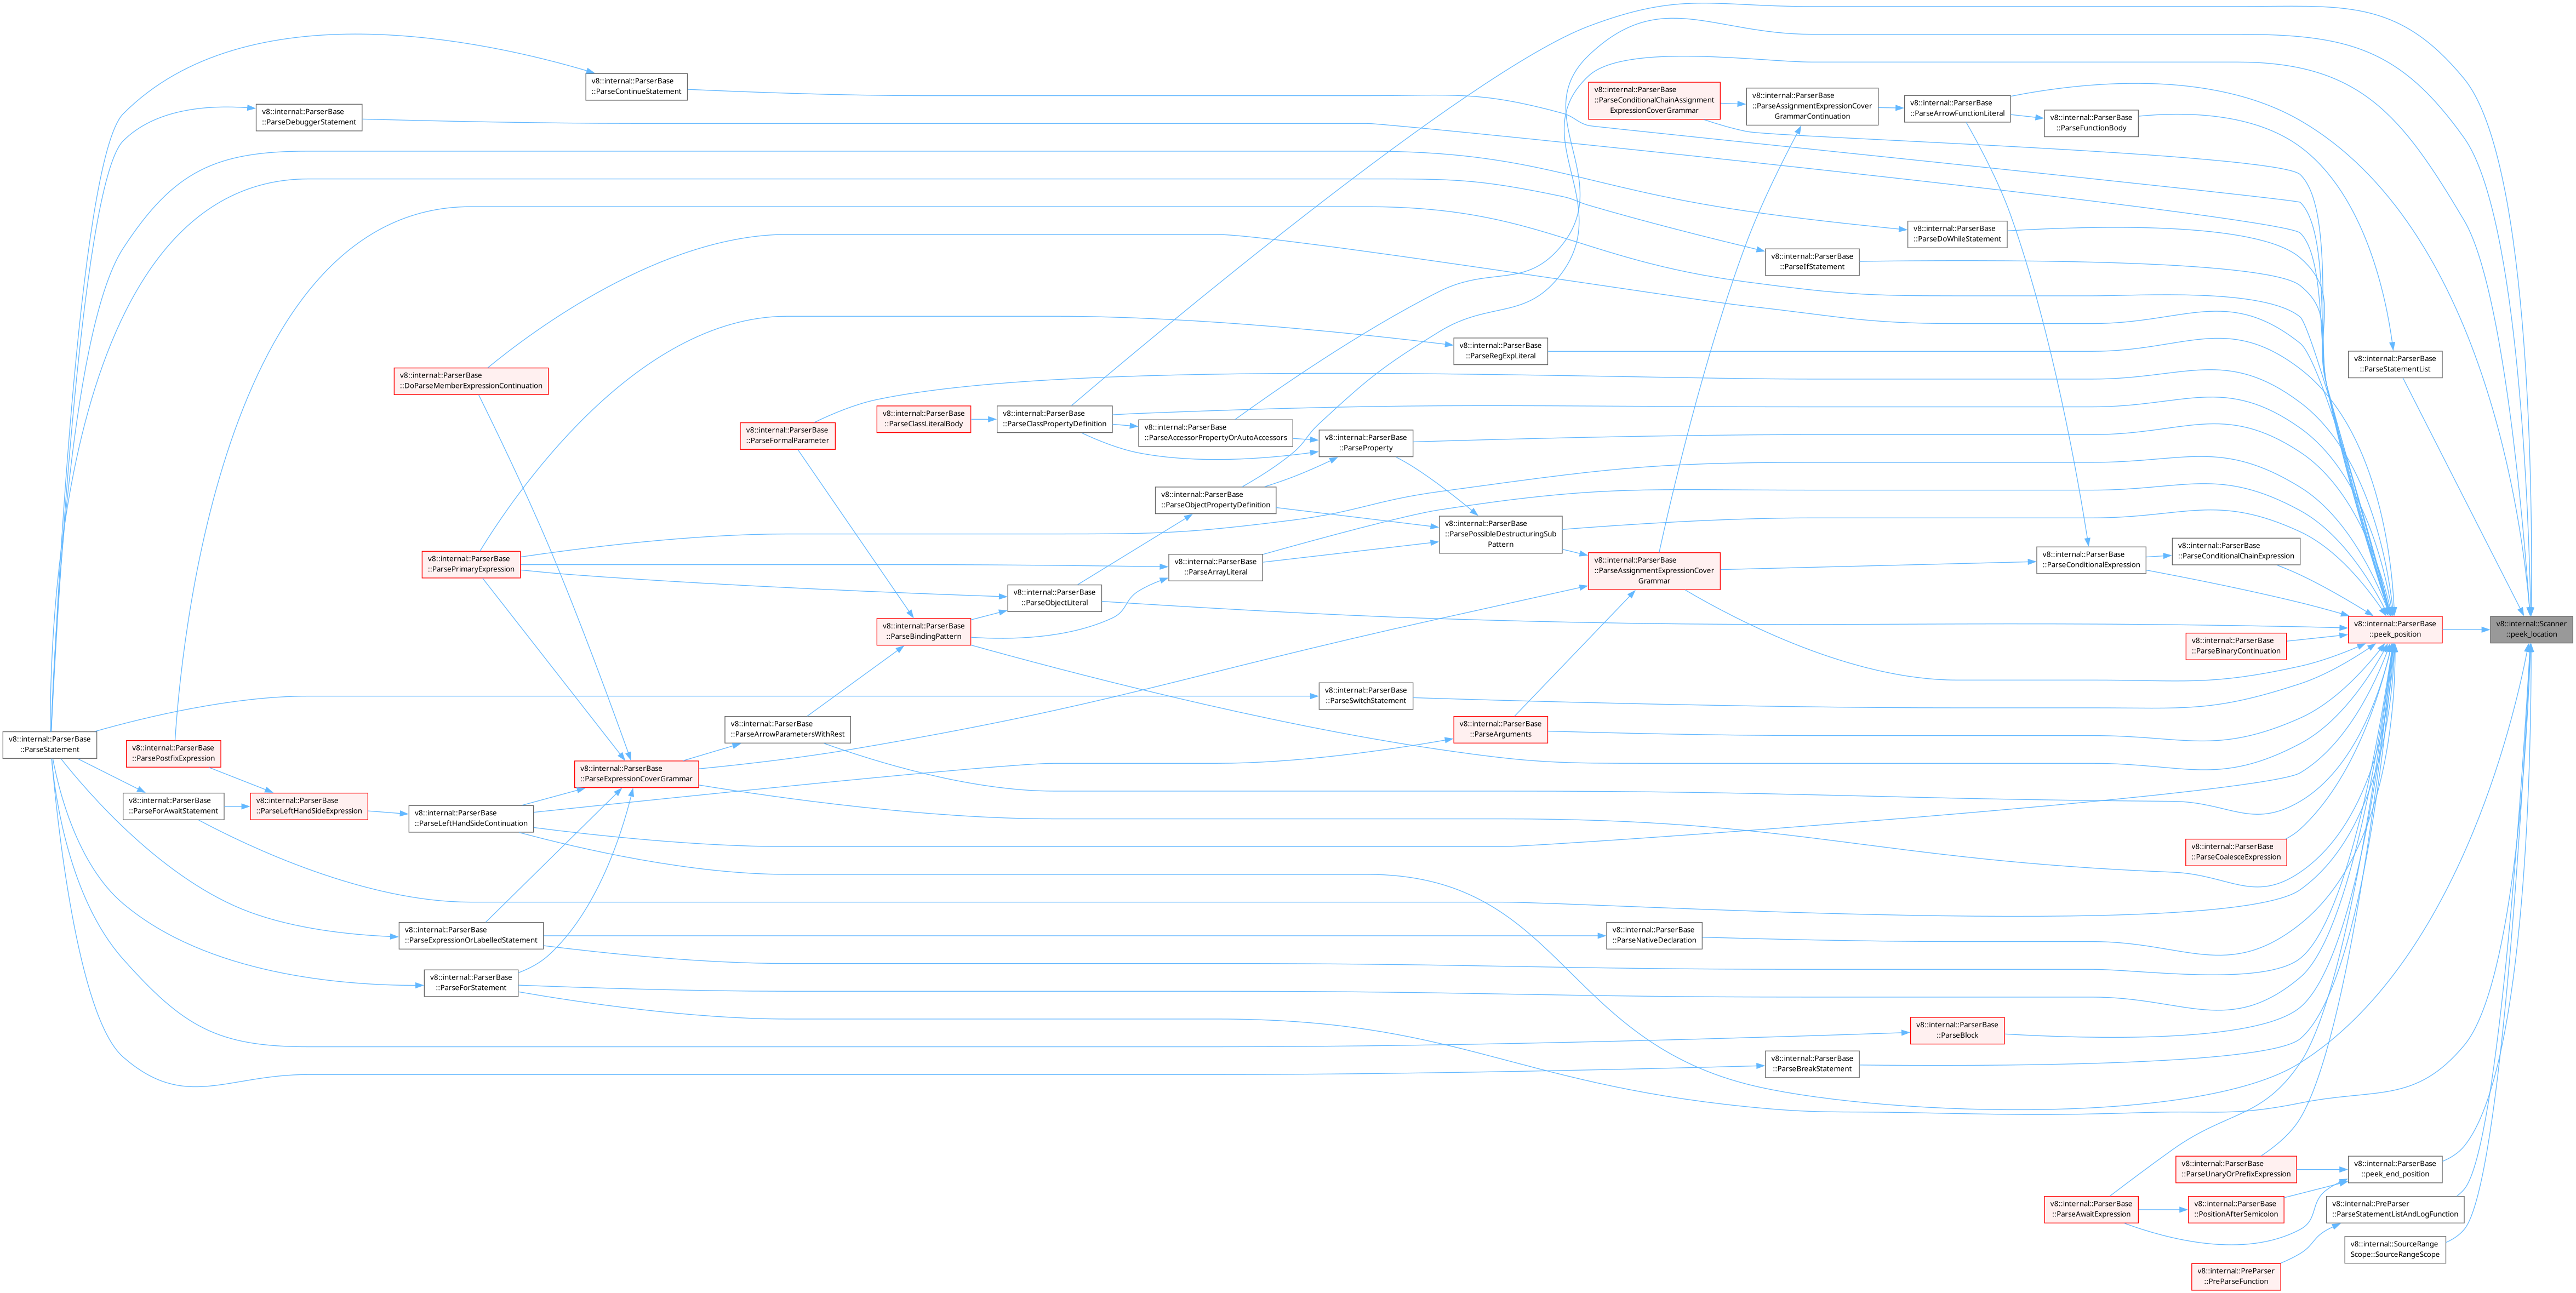 v8::internal::ParserBase
::ParseContinueStatement
v8::internal::ParserBase
::ParseDebuggerStatement
v8::internal::ParserBase
::ParseConditionalChainAssignment
ExpressionCoverGrammar
v8::internal::ParserBase
::ParseAssignmentExpressionCover
GrammarContinuation
v8::internal::ParserBase
::ParseArrowFunctionLiteral
v8::internal::ParserBase
::ParseFunctionBody
v8::internal::ParserBase
::ParseDoWhileStatement
v8::internal::ParserBase
::ParseIfStatement
v8::internal::ParserBase
::ParseRegExpLiteral
v8::internal::ParserBase
::ParseStatementList
v8::internal::ParserBase
::DoParseMemberExpressionContinuation
v8::internal::ParserBase
::ParseFormalParameter
v8::internal::ParserBase
::ParseClassLiteralBody
v8::internal::ParserBase
::ParseClassPropertyDefinition
v8::internal::ParserBase
::ParseAccessorPropertyOrAutoAccessors
v8::internal::ParserBase
::ParseProperty
v8::internal::ParserBase
::ParseObjectPropertyDefinition
v8::internal::ParserBase
::ParsePossibleDestructuringSub
Pattern
v8::internal::ParserBase
::ParsePrimaryExpression
v8::internal::ParserBase
::ParseArrayLiteral
v8::internal::ParserBase
::ParseAssignmentExpressionCover
Grammar
v8::internal::ParserBase
::ParseConditionalExpression
v8::internal::ParserBase
::ParseConditionalChainExpression
v8::internal::ParserBase
::ParseObjectLiteral
v8::internal::ParserBase
::ParseBindingPattern
v8::internal::ParserBase
::ParseBinaryContinuation
v8::internal::ParserBase
::peek_position
v8::internal::Scanner
::peek_location
v8::internal::ParserBase
::ParseSwitchStatement
v8::internal::ParserBase
::ParseStatement
v8::internal::ParserBase
::ParsePostfixExpression
v8::internal::ParserBase
::ParseArrowParametersWithRest
v8::internal::ParserBase
::ParseArguments
v8::internal::ParserBase
::ParseExpressionCoverGrammar
v8::internal::ParserBase
::ParseForAwaitStatement
v8::internal::ParserBase
::ParseLeftHandSideExpression
v8::internal::ParserBase
::ParseLeftHandSideContinuation
v8::internal::ParserBase
::ParseCoalesceExpression
v8::internal::ParserBase
::ParseExpressionOrLabelledStatement
v8::internal::ParserBase
::ParseNativeDeclaration
v8::internal::ParserBase
::ParseForStatement
v8::internal::ParserBase
::ParseBlock
v8::internal::ParserBase
::ParseBreakStatement
v8::internal::ParserBase
::ParseUnaryOrPrefixExpression
v8::internal::ParserBase
::peek_end_position
v8::internal::ParserBase
::ParseAwaitExpression
v8::internal::ParserBase
::PositionAfterSemicolon
v8::internal::PreParser
::ParseStatementListAndLogFunction
v8::internal::SourceRange
Scope::SourceRangeScope
v8::internal::PreParser
::PreParseFunction